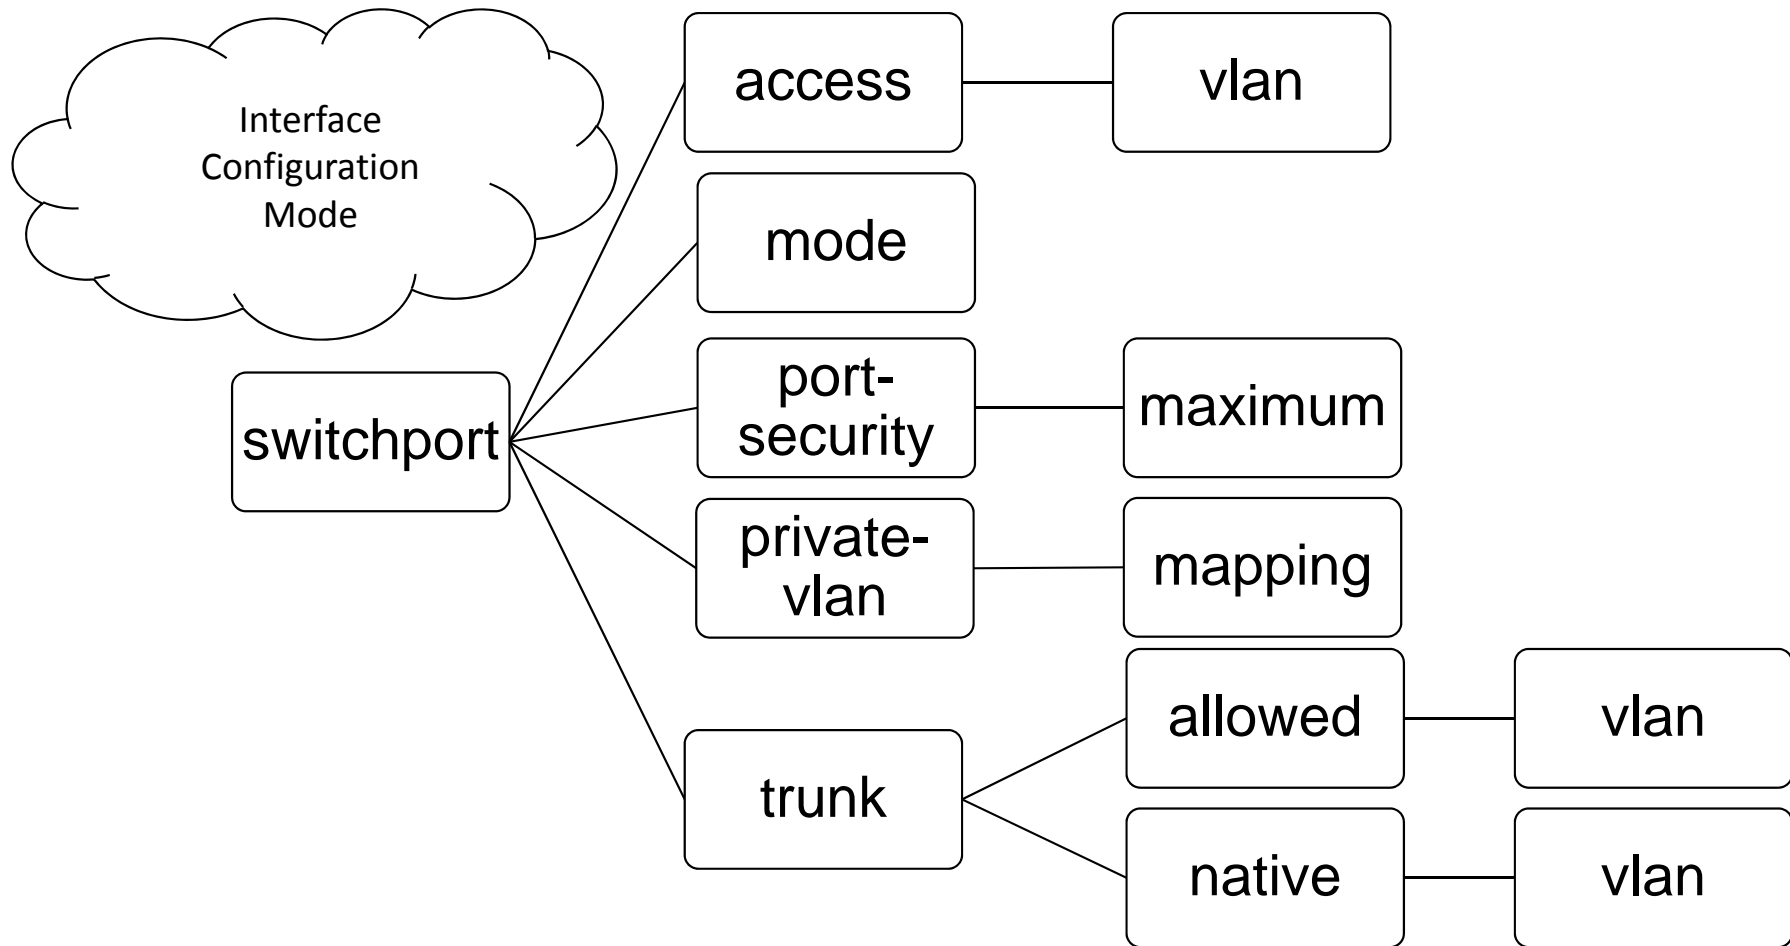 Interface
Configuration
Mode
switchport
access
vlan
mode
port-
security
maximum
private-
vlan
mapping
trunk
allowed
vlan
native
vlan